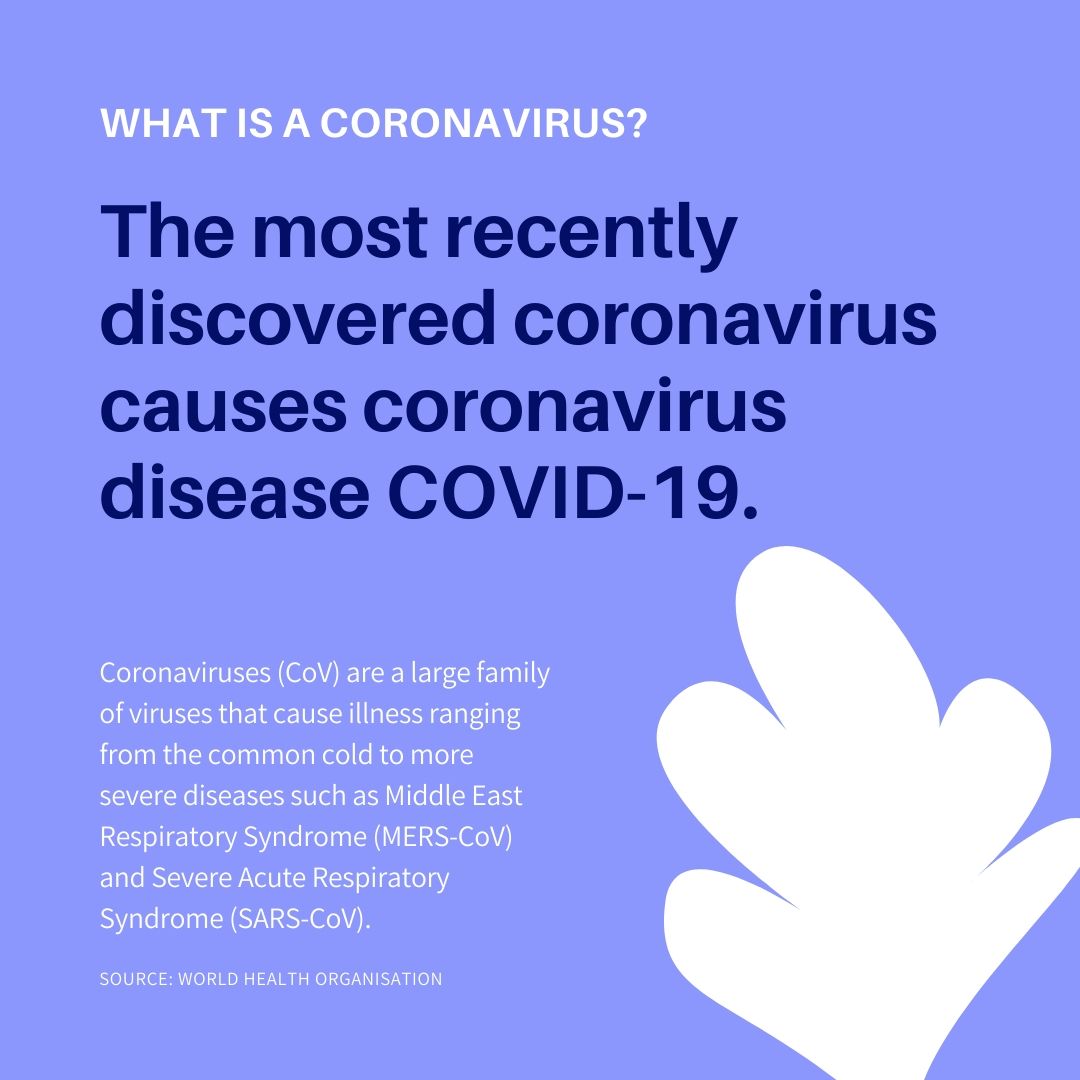 WHAT IS A CORONAVIRUS?
The most recently
discovered coronavirus
causes coronavirus
disease COVID-19.
Coronaviruses (CoV) are a large family
of viruses that cause illness ranging
from the common cold to more
severe diseases such as Middle East
Respiratory Syndrome (MERS-CoV)
and Severe Acute Respiratory
Syndrome (SARS-CoV).
SOURCE: WORLD HEALTH ORGANISATION